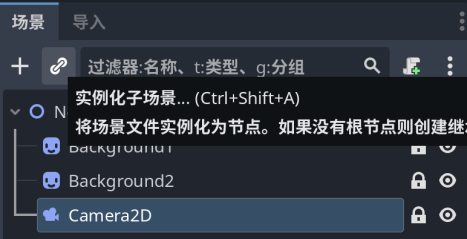 场景 导入
过滤器:名称、t:类型、g:分组
实例化子场景... (Ctrl+Shift+A)
将场景文件实例化为节点。如果没有根节点则创建继
N
Background1
Background2
Camera2D